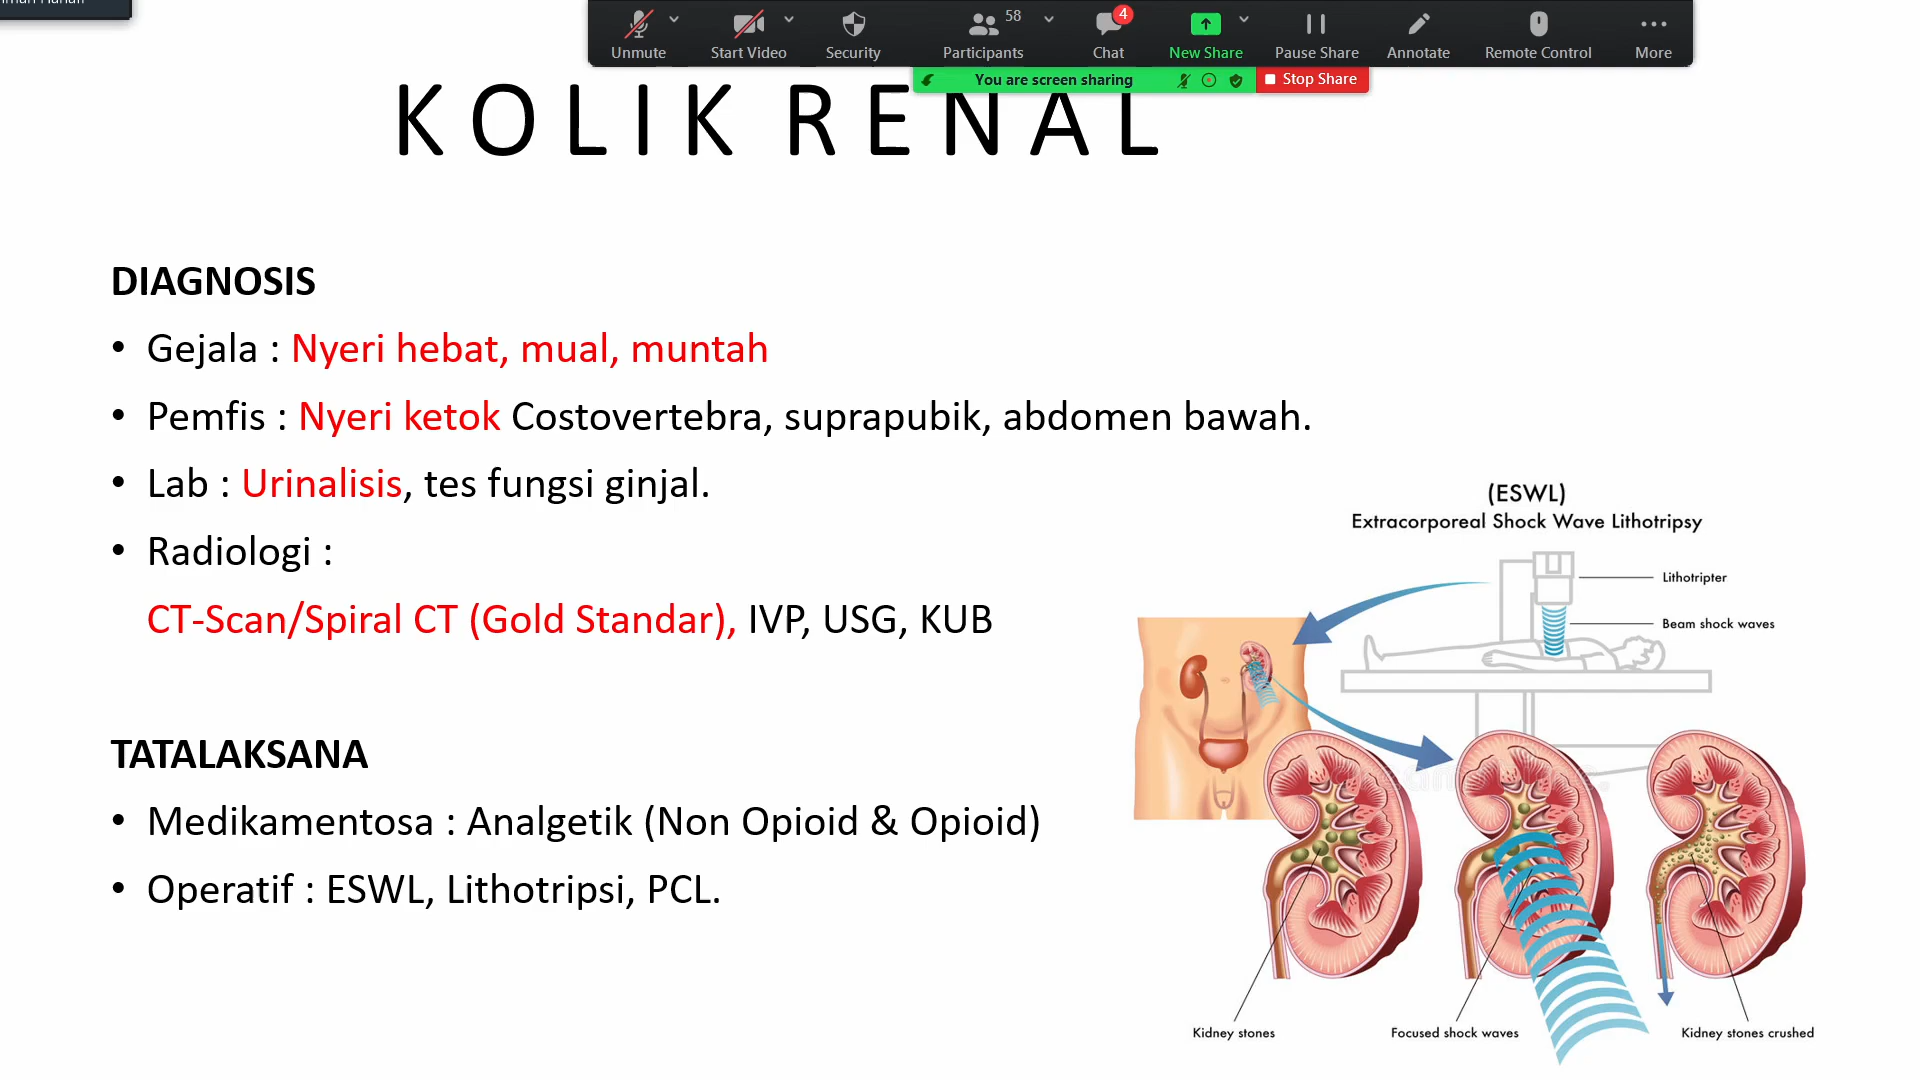 58
4
Unmute Start Video Security Participants Chat New Share Pause Share Annotate Remote Control More
You are screen sharing Stop Share
KOLIK RENAL
DIAGNOSIS
• Gejala : Nyeri hebat, mual, muntah
• Pemfis : Nyeri ketok Costovertebra, suprapubik, abdomen bawah.
• Lab : Urinalisis, tes fungsi ginjal.
• Radiologi :
CT-Scan/Spiral CT (Gold Standar), IVP, USG, KUB
TATALAKSANA
• Medikamentosa : Analgetik (Non Opioid & Opioid)
• Operatif : ESWL, Lithotripsi, PCL.
(ESWL)
Extracorporeal Shock Wave Lithotripsy
Lithotripter
Beam shock waves
Kidney stones
Focused shock waves
Kidney stones crushed